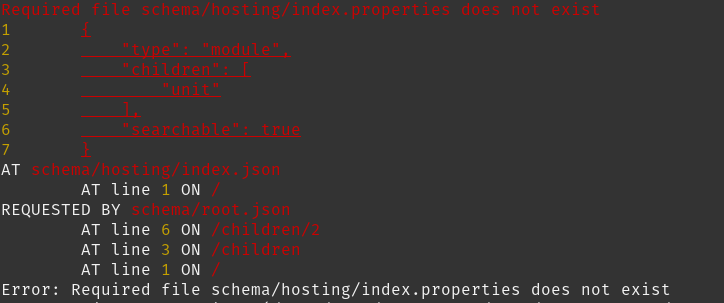 Required file schema/hosting/index.properties does not exist
1 {
2 "type": "module",
3 "children": [
4 "unit"
5 ],
6 "searchable": true
7 }
AT schema/hosting/index.json
AT line 1 ON /
REQUESTED BY schema/root.json
AT line 6 ON /children/2
AT line 3 ON /children
AT line 1 ON /
Error: Required file schema/hosting/index.properties does not exist